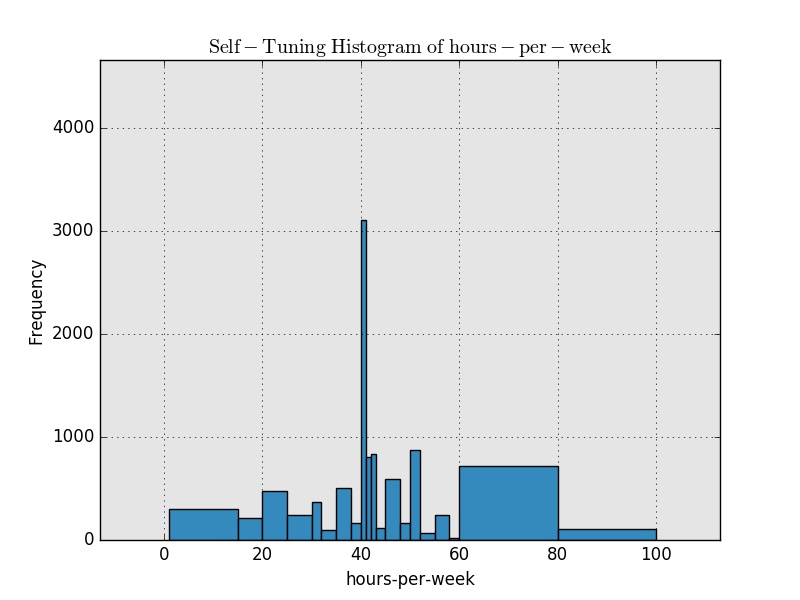 Self − Tuning Histogram of hours − per − week
4000
3000
2000
1000
0
Frequency
0 20 40 60 80 100
hours-per-week